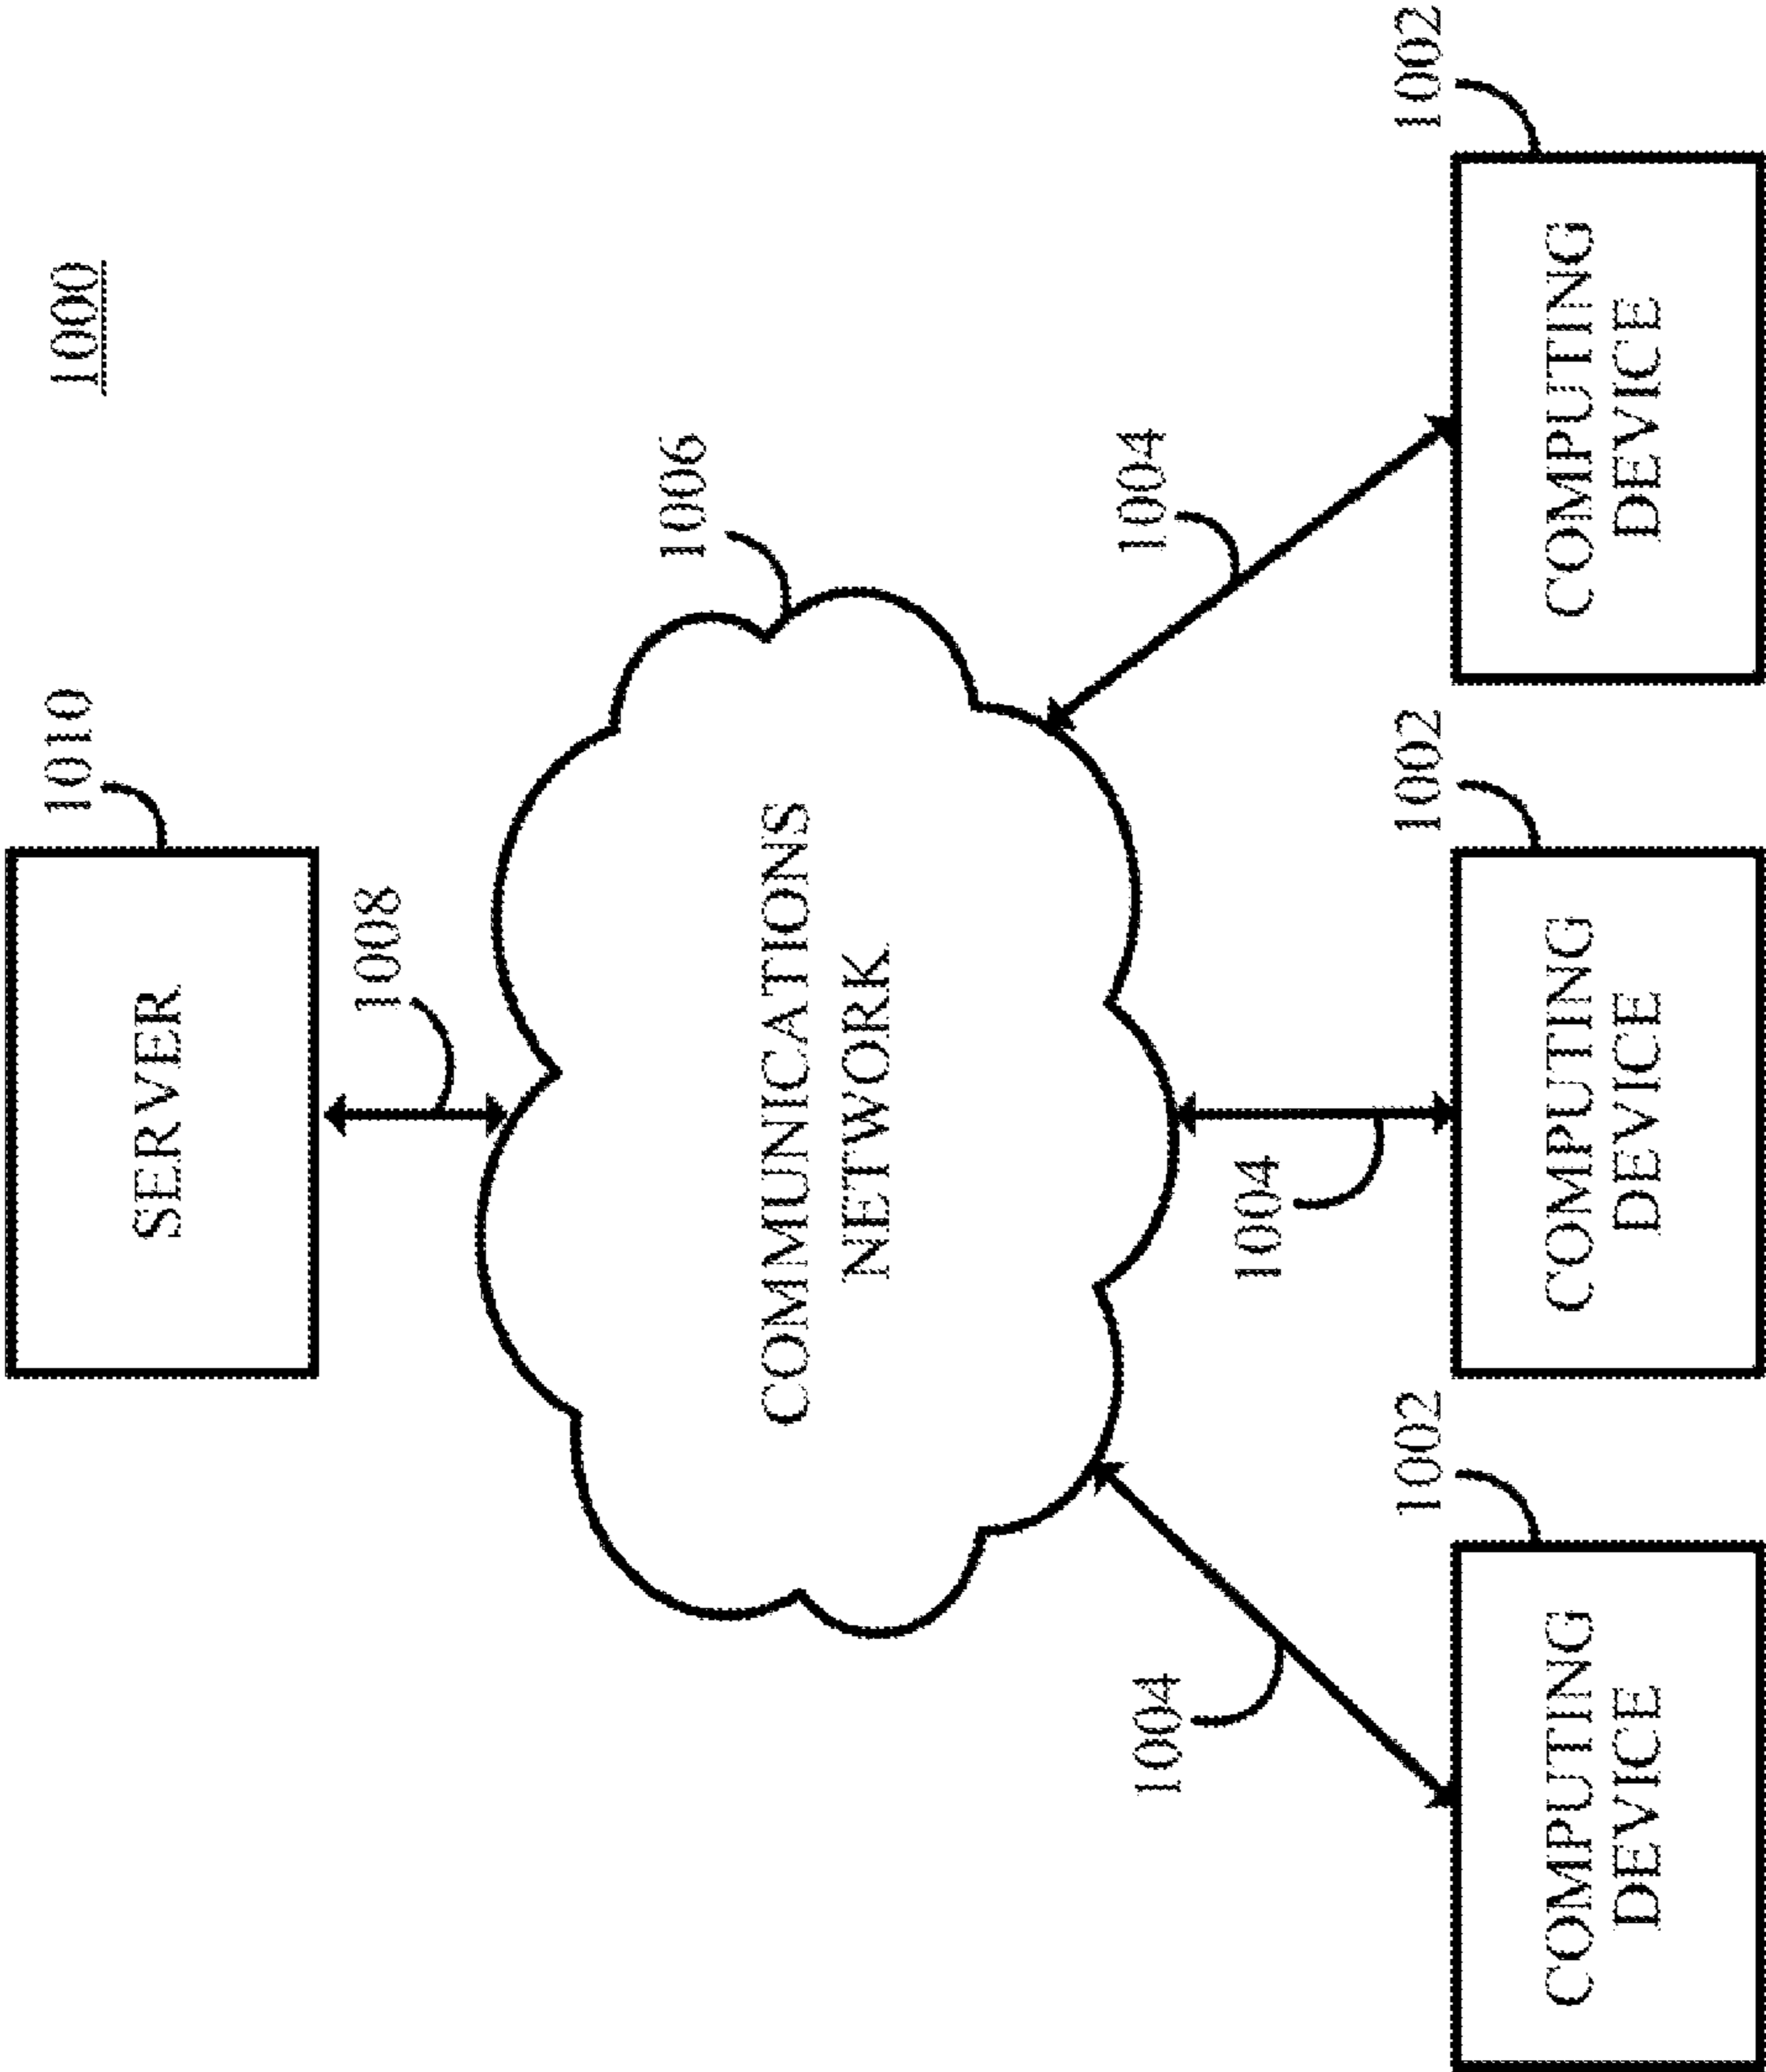 1000
SERVER
1010
1008
COMMUNICATIONS
NETWORK
1006
1004
1004
1004
COMPUTING
DEVICE
1002
COMPUTING
DEVICE
1002
COMPUTING
DEVICE
1002